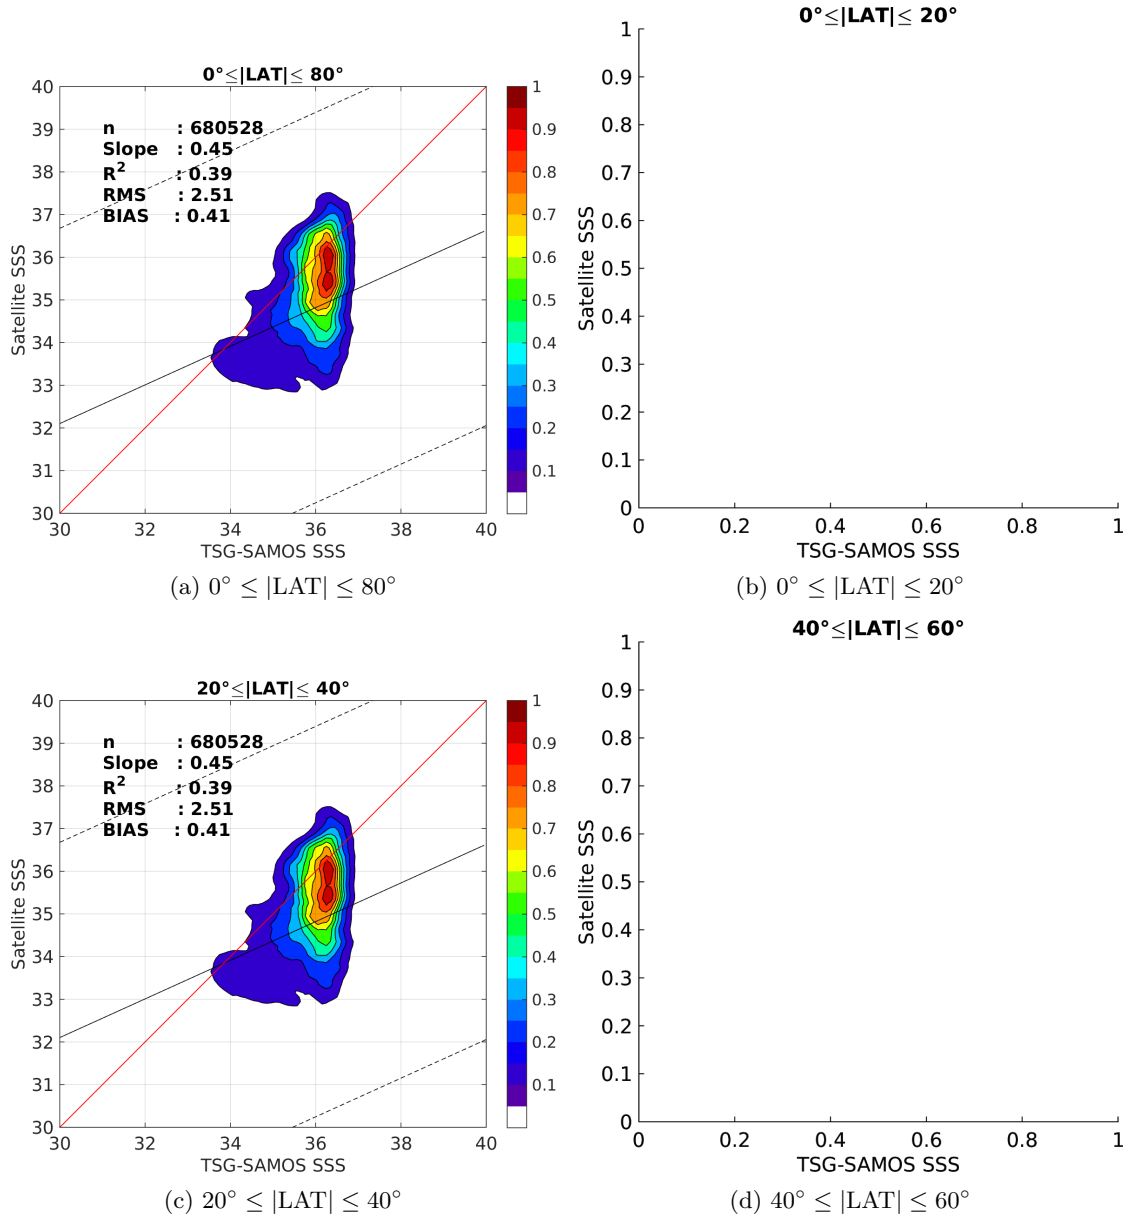 0°≤|LAT|≤ 80°
40
39
38
37
36
35
34
33
32
31
30
Satellite SSS
n : 680528
Slope : 0.45
R² : 0.39
RMS : 2.51
BIAS : 0.41
30 32 34 36 38 40
TSG-SAMOS SSS
1
0.9
0.8
0.7
0.6
0.5
0.4
0.3
0.2
0.1
(a) 0° ≤ |LAT| ≤ 80°
0°≤|LAT|≤ 20°
1
0.9
0.8
0.7
0.6
0.5
0.4
0.3
0.2
0.1
0
Satellite SSS
0 0.2 0.4 0.6 0.8 1
TSG-SAMOS SSS
(b) 0° ≤ |LAT| ≤ 20°
20°≤|LAT|≤ 40°
40
39
38
37
36
35
34
33
32
31
30
Satellite SSS
n : 680528
Slope : 0.45
R² : 0.39
RMS : 2.51
BIAS : 0.41
30 32 34 36 38 40
TSG-SAMOS SSS
1
0.9
0.8
0.7
0.6
0.5
0.4
0.3
0.2
0.1
(c) 20° ≤ |LAT| ≤ 40°
40°≤|LAT|≤ 60°
1
0.9
0.8
0.7
0.6
0.5
0.4
0.3
0.2
0.1
0
Satellite SSS
0 0.2 0.4 0.6 0.8 1
TSG-SAMOS SSS
(d) 40° ≤ |LAT| ≤ 60°